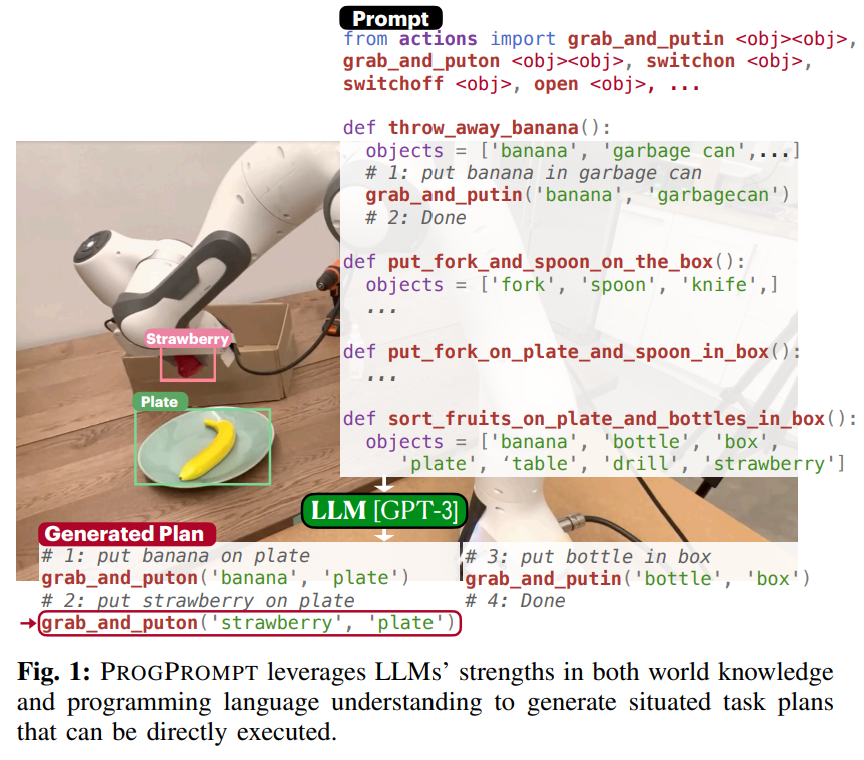 Prompt
from actions import grab_and_putin <obj><obj>,
grab_and_puton <obj><obj>, switchon <obj>,
switchoff <obj>, open <obj>, ...
def throw_away_banana():
objects = ['banana', 'garbage can',...]
# 1: put banana in garbage can
grab_and_putin('banana', 'garbagecan')
# 2: Done
def put_fork_and_spoon_on_the_box():
objects = ['fork', 'spoon', 'knife',]
...
def put_fork_on_plate_and_spoon_in_box():
...
def sort_fruits_on_plate_and_bottles_in_box():
objects = ['banana', 'bottle', 'box',
'plate', ‘table', 'drill', 'strawberry']
Strawberry
Plate
LLM [GPT-3]
Generated Plan
# 1: put banana on plate
grab_and_puton('banana', 'plate')
# 2: put strawberry on plate
→grab_and_puton('strawberry', 'plate')
# 3: put bottle in box
grab_and_putin('bottle', 'box')
# 4: Done
Fig. 1: PROGPROMPT leverages LLMs' strengths in both world knowledge
and programming language understanding to generate situated task plans
that can be directly executed.